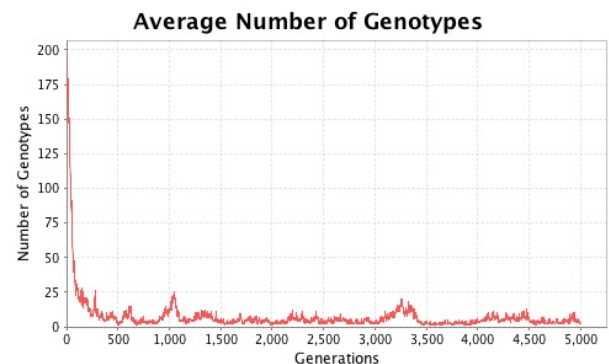 Average Number of Genotypes
Number of Genotypes
200
175
150
125
100
75
50
25
0
0 500 1,000 1,500 2,000 2,500 3,000 3,500 4,000 4,500 5,000
Generations